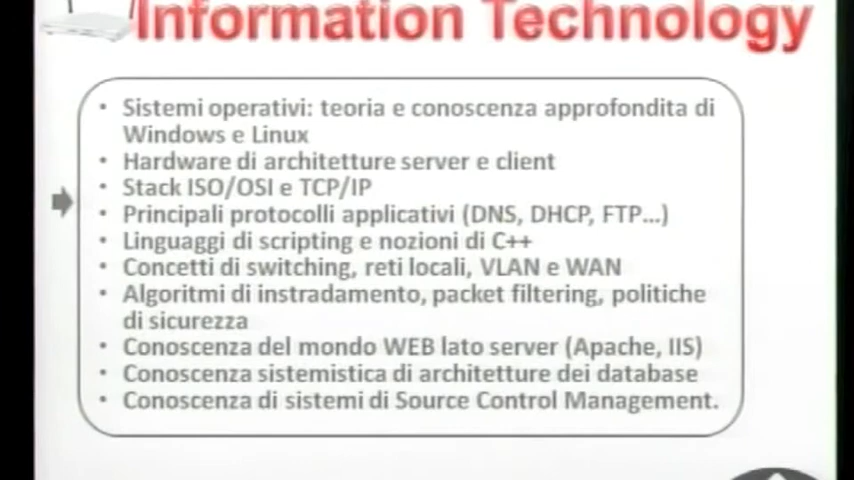 Information Technology
• Sistemi operativi: teoria e conoscenza approfondita di
Windows e Linux
• Hardware di architetture server e client
• Stack ISO/OSI e TCP/IP
• Principali protocolli applicativi (DNS, DHCP, FTP...)
• Linguaggi di scripting e nozioni di C++
• Concetti di switching, reti locali, VLAN e WAN
• Algoritmi di instradamento, packet filtering, politiche
di sicurezza
• Conoscenza del mondo WEB lato server (Apache, IIS)
• Conoscenza sistemistica di architetture dei database
• Conoscenza di sistemi di Source Control Management.